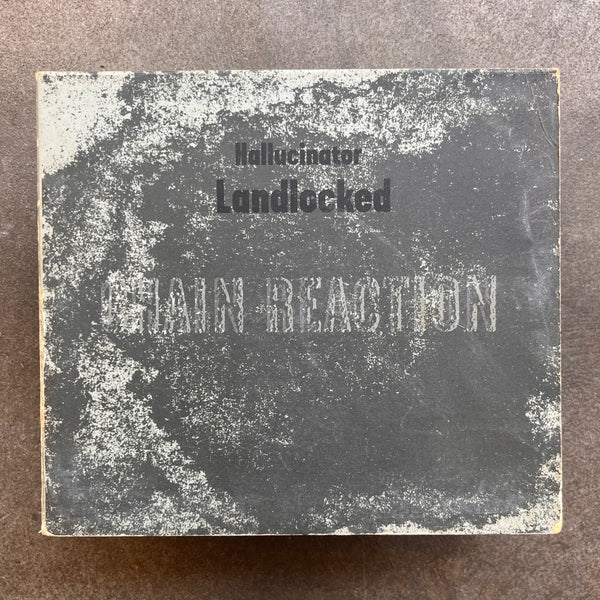 Hallucinator
Landlocked
CHAIN REACTION